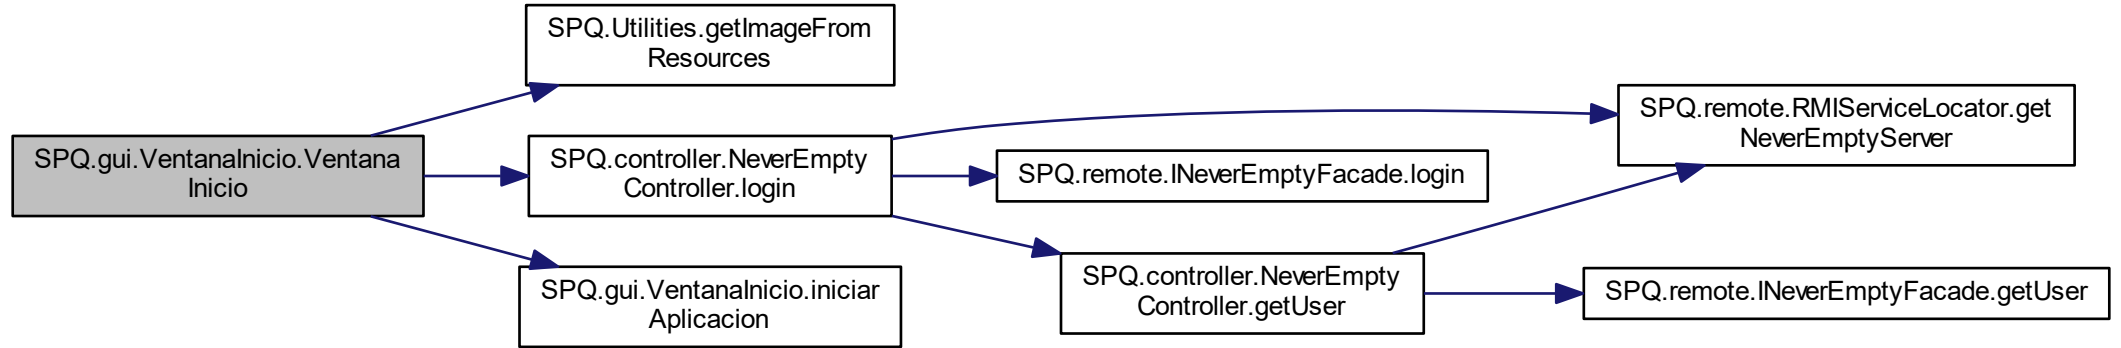 SPQ.gui.VentanaInicio.Ventana
Inicio
SPQ.Utilities.getImageFrom
Resources
SPQ.controller.NeverEmpty
Controller.login
SPQ.gui.VentanaInicio.iniciar
Aplicacion
SPQ.remote.RMIServiceLocator.get
NeverEmptyServer
SPQ.remote.INeverEmptyFacade.login
SPQ.controller.NeverEmpty
Controller.getUser
SPQ.remote.INeverEmptyFacade.getUser